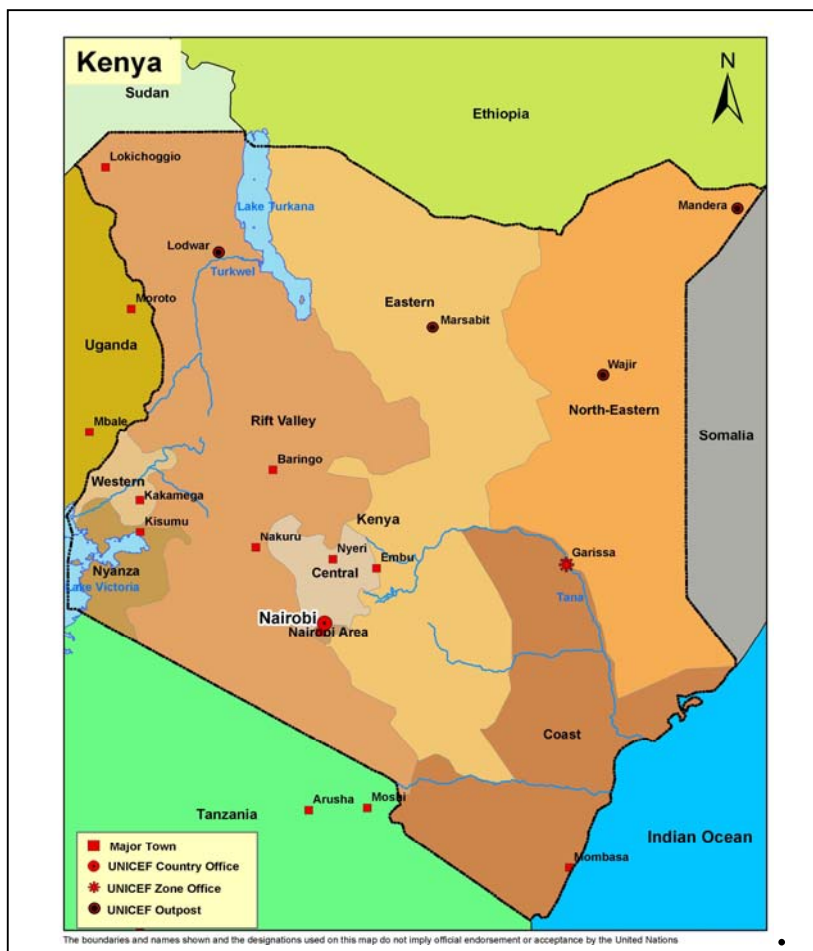 Kenya
N
Sudan
Ethiopia
Lokichoggio
Mandera
Lake Turkana
Lodwar
Turkwel
Eastern
Moroto
Marsabit
Uganda
Wajir
North-Eastern
Mbale
Rift Valley
Somalia
Baringo
Western
Kakamega
Kenya
Kisumu
Nakuru
Nyeri
Garissa
Embu
Nyanza
Central
Lake Victoria
Tana
Nairobi
Nairobi Area
Coast
Arusha
Moshi
Tanzania
Indian Ocean
Mombasa
Major Town
UNICEF Country Office
UNICEF Zone Office
UNICEF Outpost
The boundaries and names shown and the designations used on this map do not imply official endorsement or acceptance by the United Nations